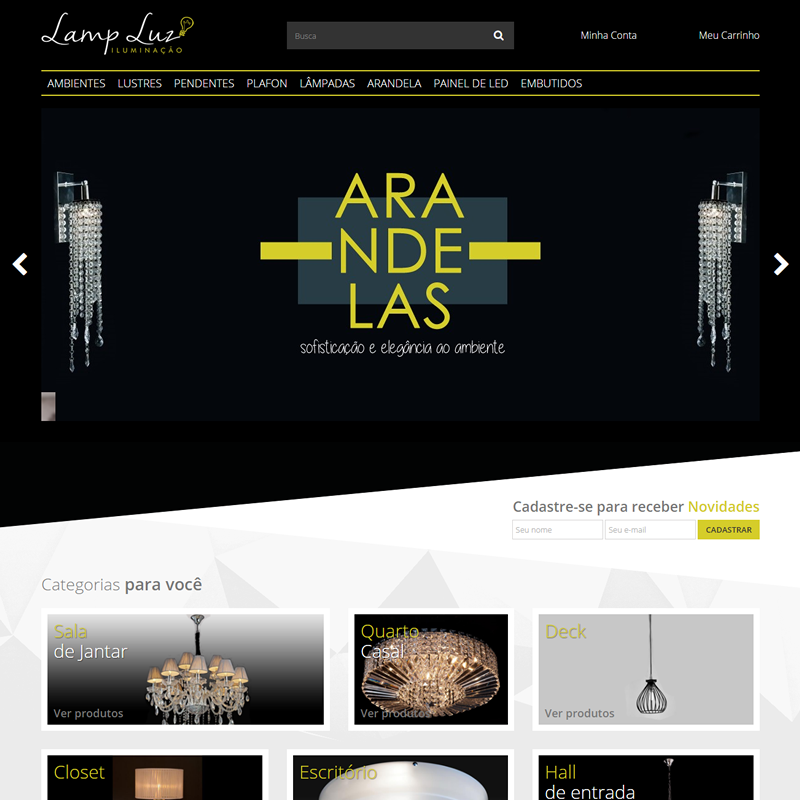 Lamp Luz
ILUMINAÇÃO
Busca
Minha Conta
Meu Carrinho
AMBIENTES LUSTRES PENDENTES PLAFON LÂMPADAS ARANDELA PAINEL DE LED EMBUTIDOS
ARA
NDE
LAS
sofisticação e elegância ao ambiente
Cadastre-se para receber Novidades
Seu nome
Seu e-mail
CADASTRAR
Categorias para você
Sala
de Jantar
Ver produtos
Quarto
Casal
Ver produtos
Deck
Ver produtos
Closet
Escritório
Hall
de entrada